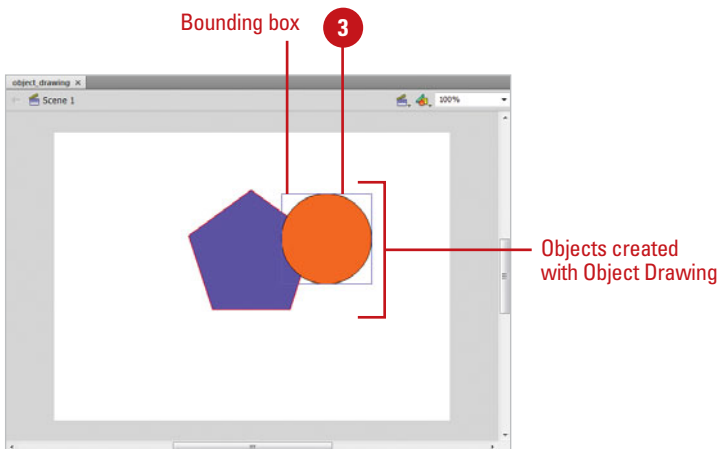 Bounding box
3
object_drawing ×
Scene 1
100%
Objects created
with Object Drawing